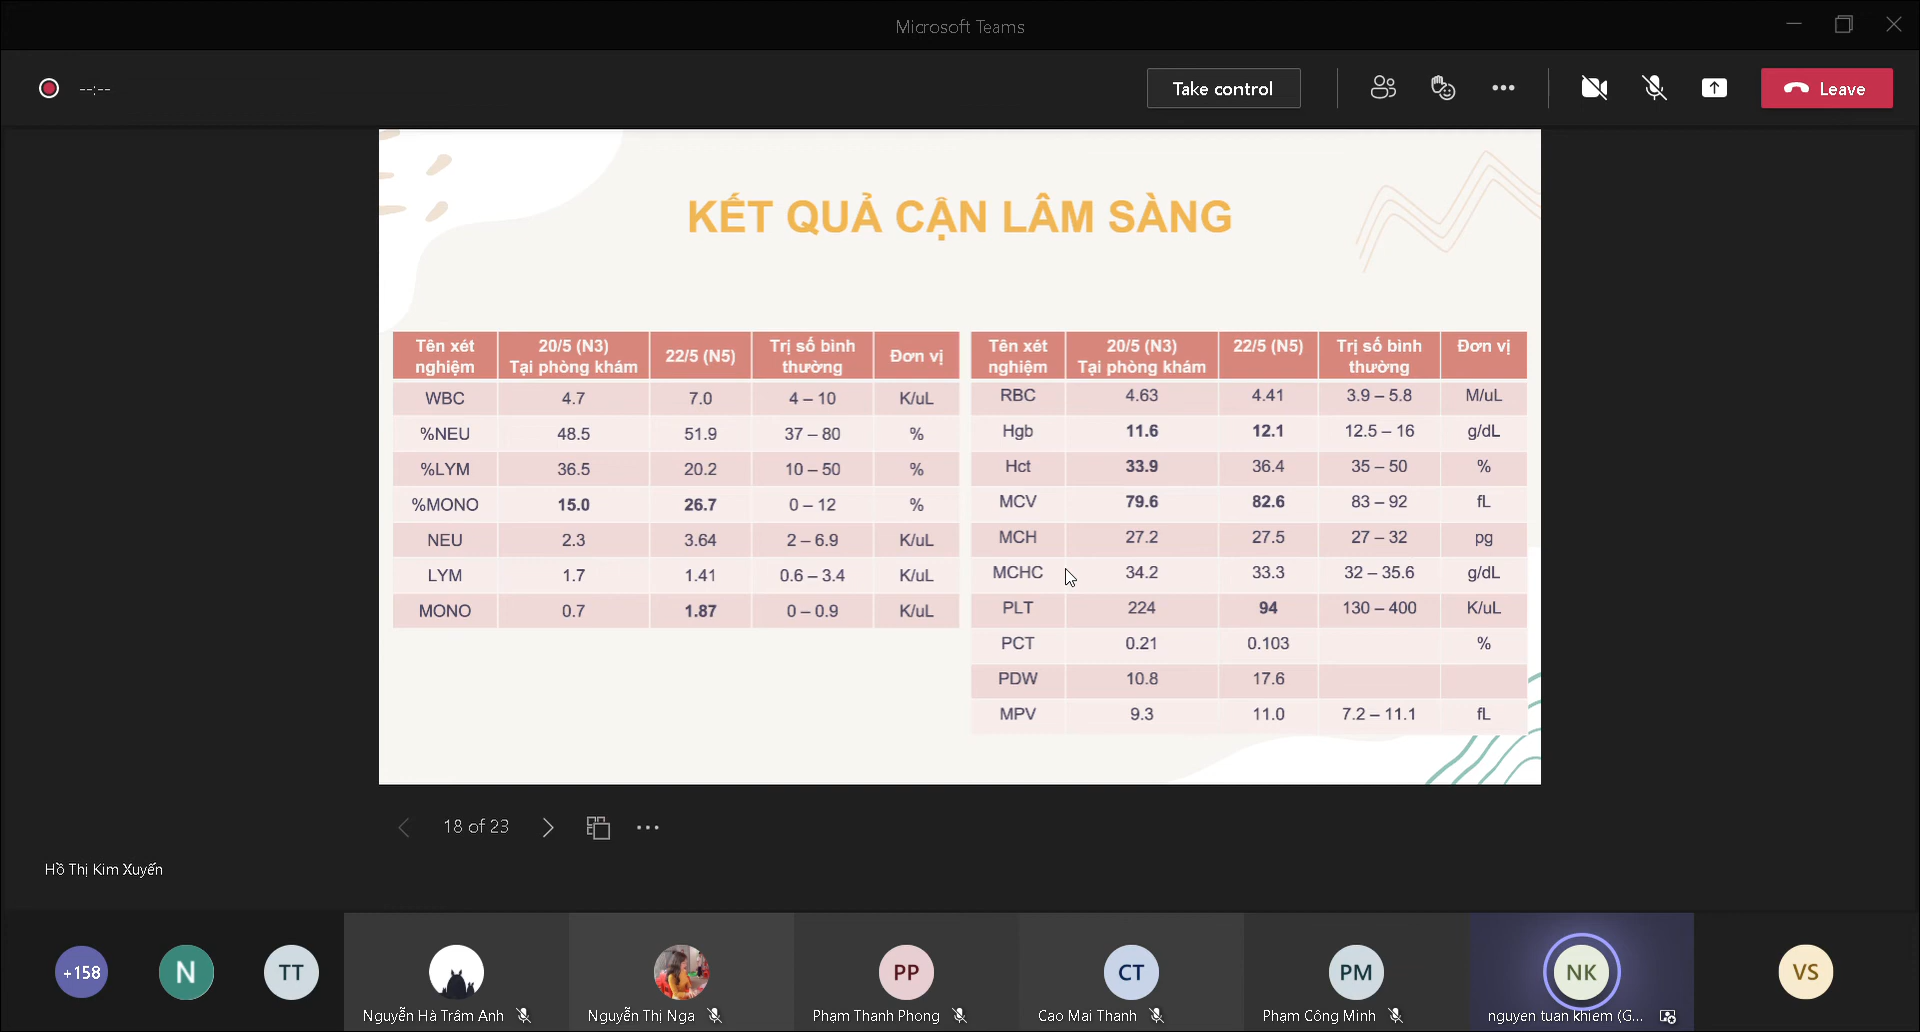 Microsoft Teams
--:--
Take control
Leave
KẾT QUẢ CẬN LÂM SÀNG
Tên xét nghiệm 20/5 (N3) Tại phòng khám 22/5 (N5) Trị số bình thường Đơn vị
WBC 4.7 7.0 4 – 10 K/uL
%NEU 48.5 51.9 37 – 80 %
%LYM 36.5 20.2 10 – 50 %
%MONO 15.0 26.7 0 – 12 %
NEU 2.3 3.64 2 – 6.9 K/uL
LYM 1.7 1.41 0.6 – 3.4 K/uL
MONO 0.7 1.87 0 – 0.9 K/uL
Tên xét nghiệm 20/5 (N3) Tại phòng khám 22/5 (N5) Trị số bình thường Đơn vị
RBC 4.63 4.41 3.9 – 5.8 M/uL
Hgb 11.6 12.1 12.5 – 16 g/dL
Hct 33.9 36.4 35 – 50 %
MCV 79.6 82.6 83 – 92 fL
MCH 27.2 27.5 27 – 32 pg
MCHC 34.2 33.3 32 – 35.6 g/dL
PLT 224 94 130 – 400 K/uL
PCT 0.21 0.103 %
PDW 10.8 17.6
MPV 9.3 11.0 7.2 – 11.1 fL
18 of 23
Hồ Thị Kim Xuyến
+158
N
TT
PP
CT
PM
NK
VS
Nguyễn Hà Trâm Anh
Nguyễn Thị Nga
Phạm Thanh Phong
Cao Mai Thanh
Phạm Công Minh
nguyen tuan khiem (G...